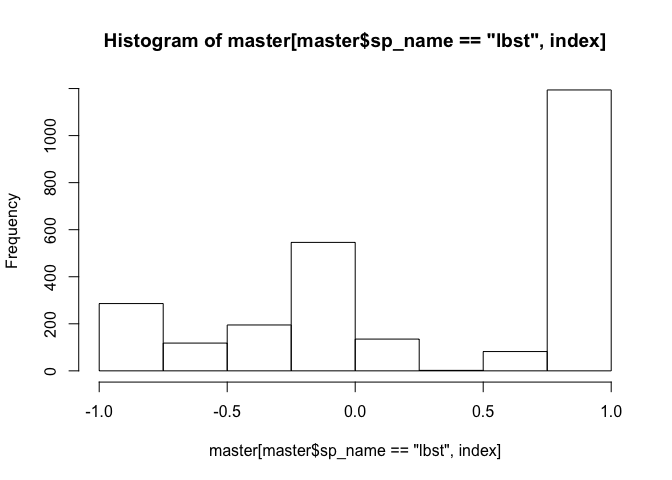 Histogram of master[master$sp_name == "lbst", index]
Frequency
1000
800
600
400
200
0
-1.0 -0.5 0.0 0.5 1.0
master[master$sp_name == "lbst", index]